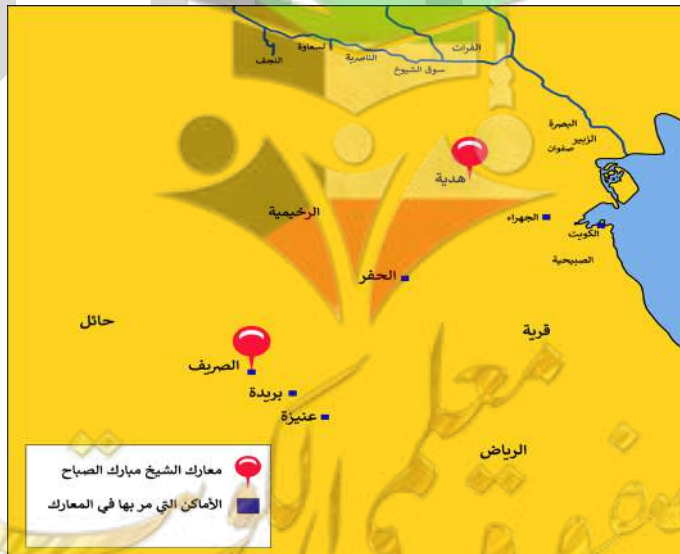 النجف
لسعاوة
الناصرية
سوق الشيوخ
الفرات
البصرة
الزبير
صفوان
هدية
الرخيمية
الجهراء
الكويت
الصبيحية
الحفر
حائل
قرية
الصريف
بريدة
عنيزة
الرياض
معارك الشيخ مبارك الصباح
الأماكن التي مر بها في المعارك